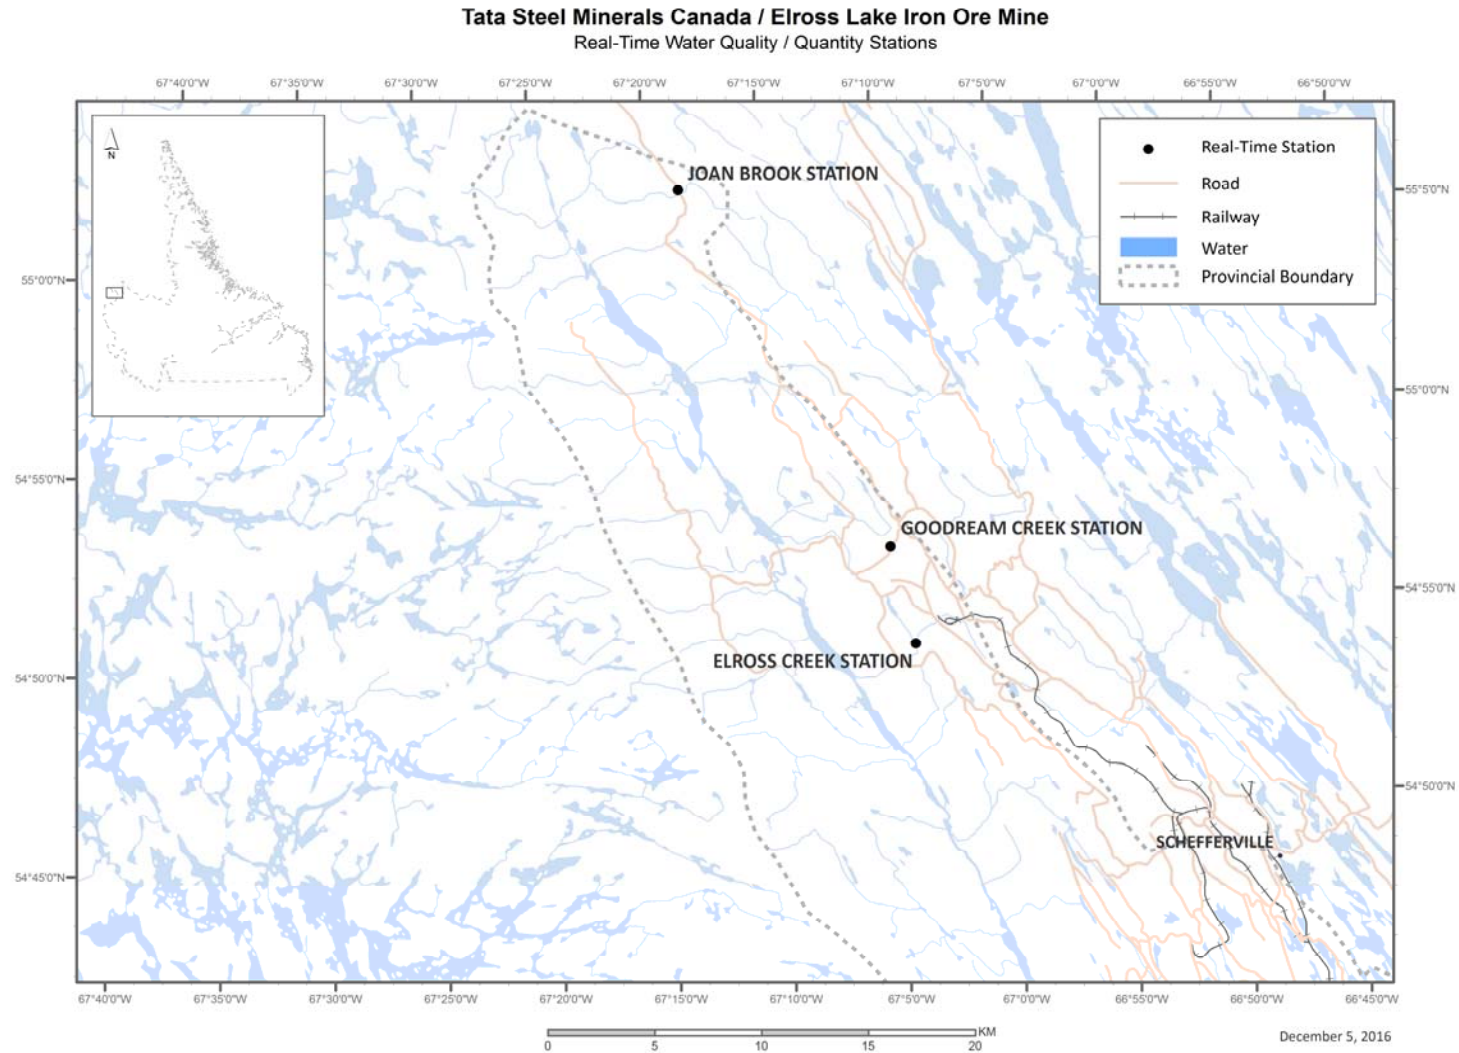 Tata Steel Minerals Canada / Elross Lake Iron Ore Mine
Real-Time Water Quality / Quantity Stations
67°40'0"W 67°35'0"W 67°30'0"W 67°25'0"W 67°20'0"W 67°15'0"W 67°10'0"W 67°5'0"W 67°0'0"W 66°55'0"W 66°50'0"W
N
Real-Time Station
Road
Railway
Water
Provincial Boundary
JOAN BROOK STATION
55°5'0"N
55°0'0"N
55°0'0"N
54°55'0"N
GOODREAM CREEK STATION
54°55'0"N
ELROSS CREEK STATION
54°50'0"N
54°50'0"N
SCHEFFERVILLE
54°45'0"N
67°40'0"W 67°35'0"W 67°30'0"W 67°25'0"W 67°20'0"W 67°15'0"W 67°10'0"W 67°5'0"W 67°0'0"W 66°55'0"W 66°50'0"W 66°45'0"W
KM
0 5 10 15 20
December 5, 2016